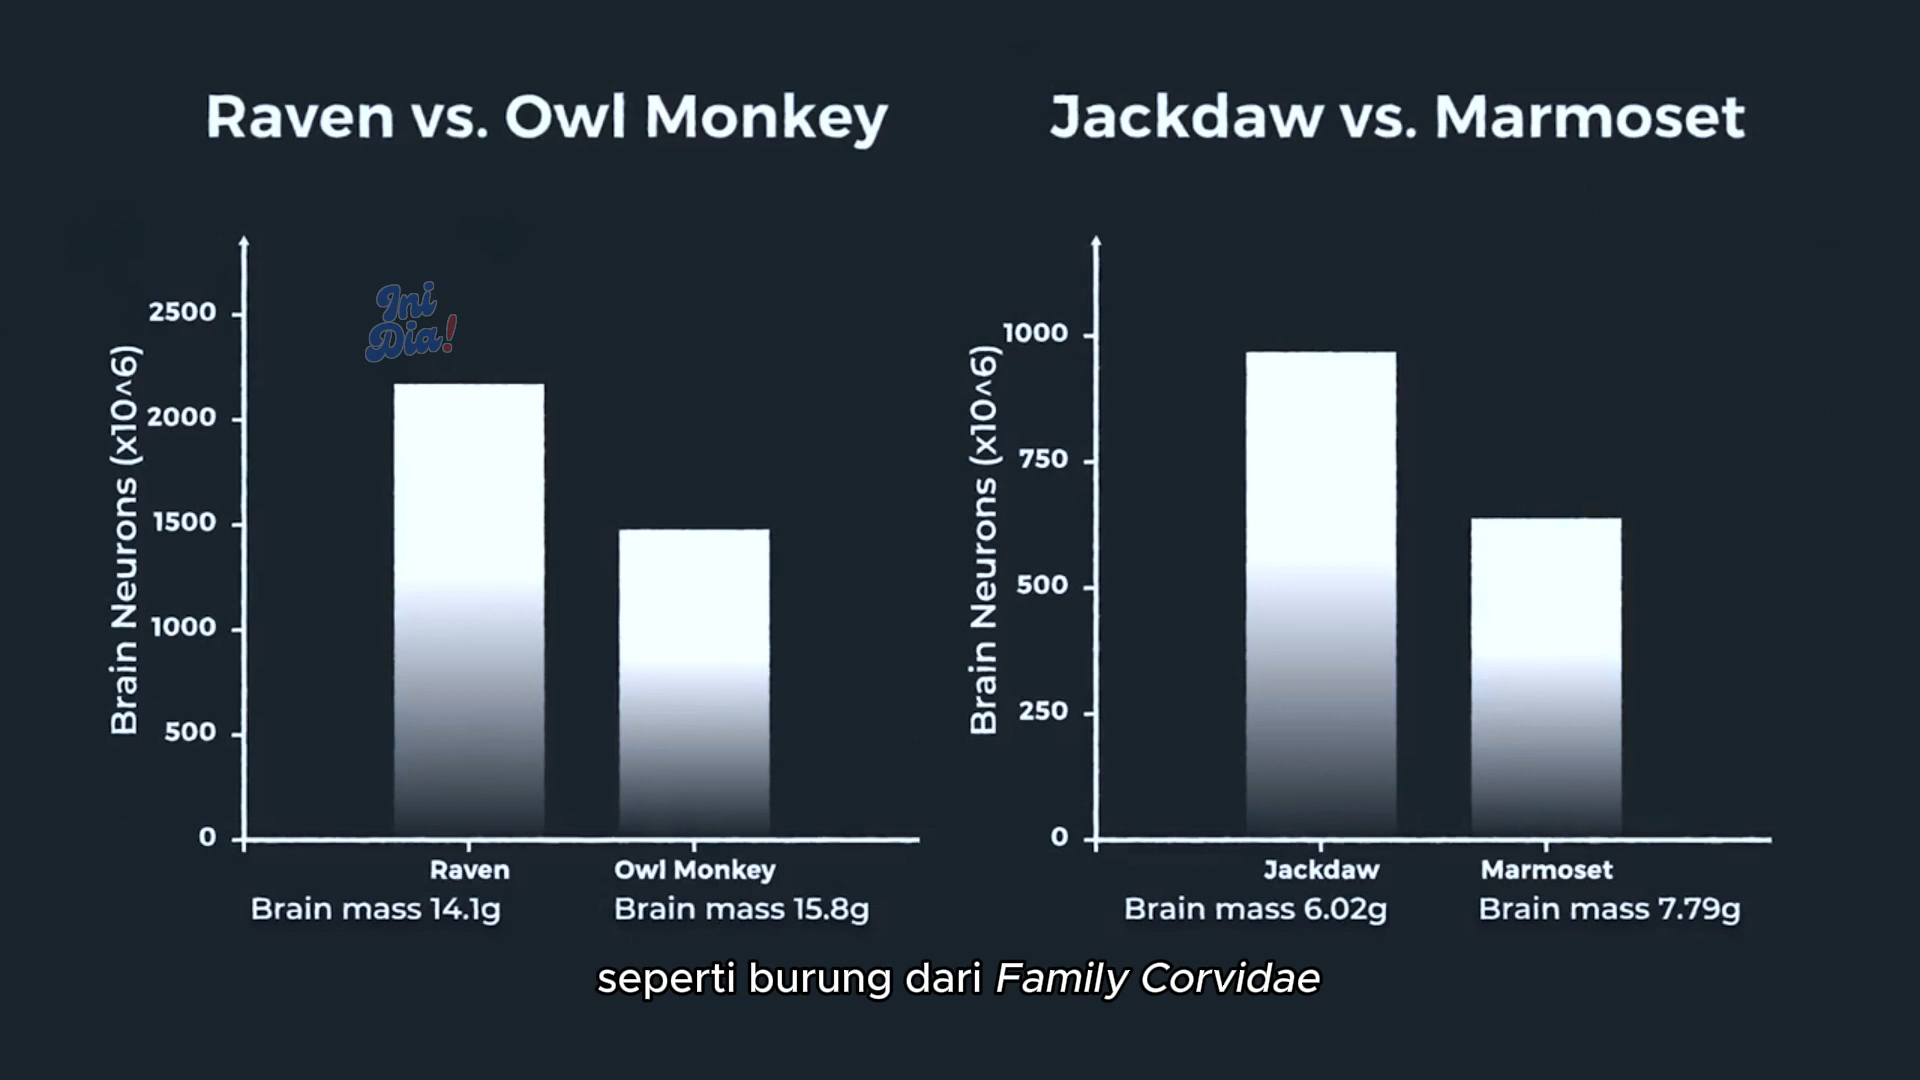 Raven vs. Owl Monkey
Brain Neurons (x10^6)
2500
2000
1500
1000
500
0
Ini
Dia!
Raven
Owl Monkey
Brain mass 14.1g
Brain mass 15.8g
Jackdaw vs. Marmoset
Brain Neurons (x10^6)
1000
750
500
250
0
Jackdaw
Marmoset
Brain mass 6.02g
Brain mass 7.79g
seperti burung dari Family Corvidae